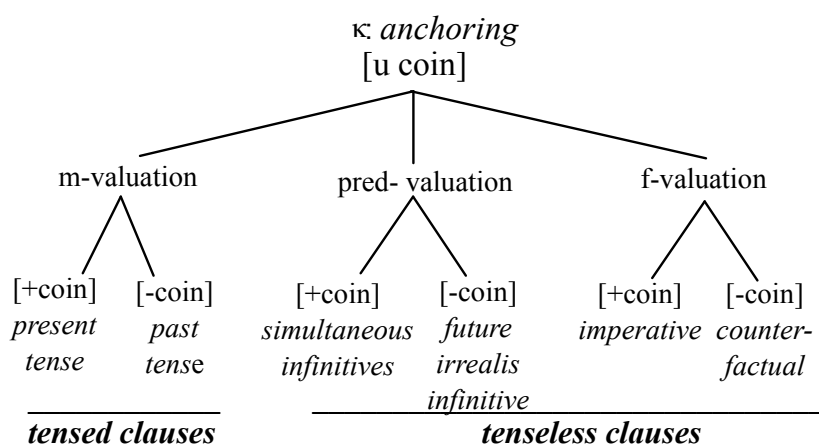 κ: anchoring
[u coin]
m-valuation pred- valuation f-valuation
[+coin] [-coin] [+coin] [-coin] [+coin] [-coin]
present past simultaneous future imperative counter-
tense tense infinitives irrealis factual
infinitive
tensed clauses tenseless clauses